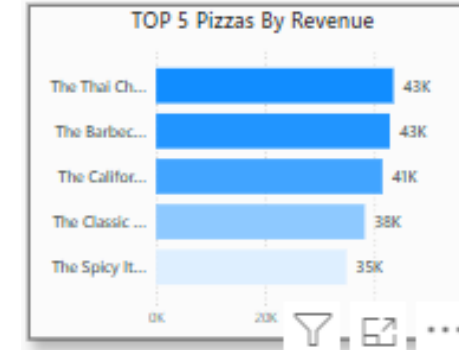 TOP 5 Pizzas By Revenue
The Thai Ch... 43K
The Barbec... 43K
The Califor... 41K
The Classic ... 38K
The Spicy It... 35K
0K 20K